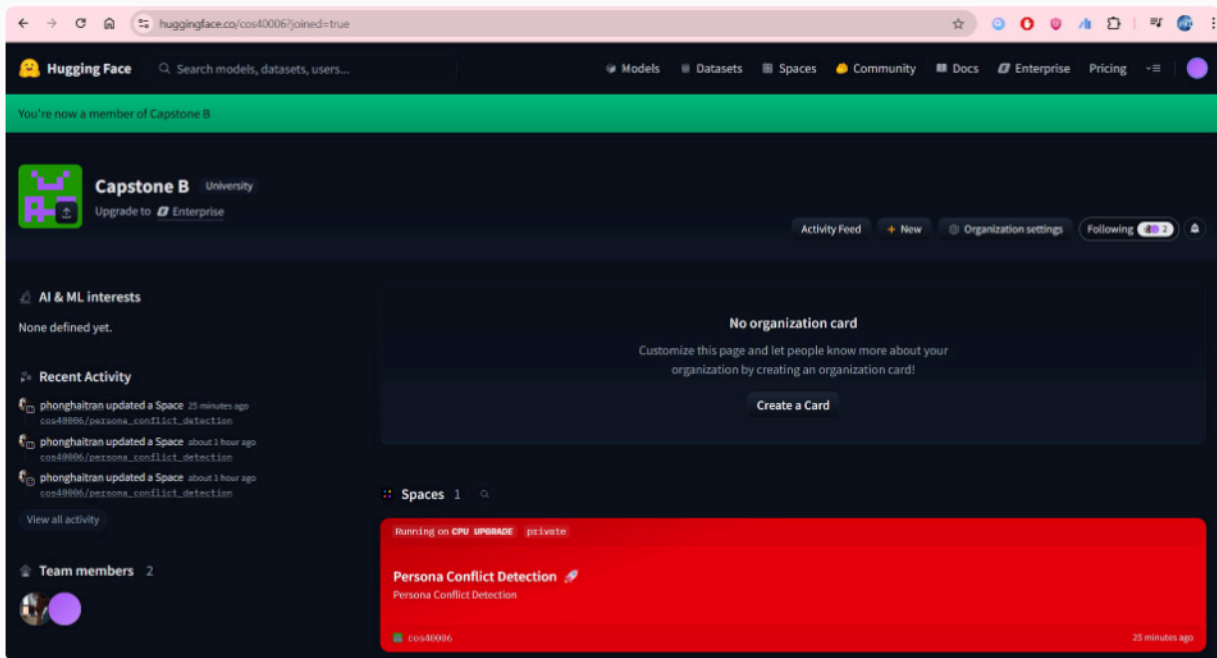 huggingface.co/cos40006?joined=true
Hugging Face
Search models, datasets, users...
Models
Datasets
Spaces
Community
Docs
Enterprise
Pricing
You're now a member of Capstone B
Capstone B University
Upgrade to Enterprise
Activity Feed
+ New
Organization settings
Following 2
AI & ML interests
None defined yet.
Recent Activity
phonghaitran updated a Space 25 minutes ago
cos40006/persona_conflict_detection
phonghaitran updated a Space about 1 hour ago
cos40006/persona_conflict_detection
phonghaitran updated a Space about 1 hour ago
cos40006/persona_conflict_detection
View all activity
Team members 2
No organization card
Customize this page and let people know more about your
organization by creating an organization card!
Create a Card
Spaces 1
Running on CPU UPGRADE private
Persona Conflict Detection
Persona Conflict Detection
cos40006
25 minutes ago